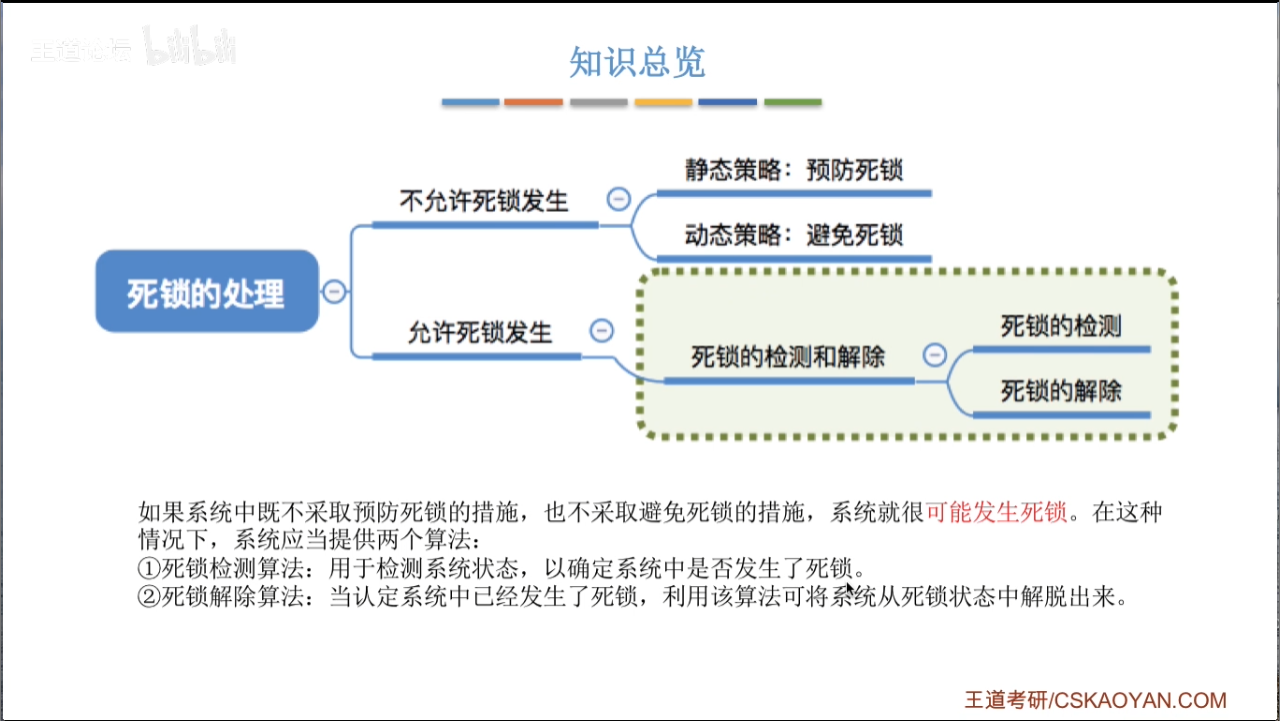 王道论坛 bilibili
知识总览
静态策略：预防死锁
不允许死锁发生
动态策略：避免死锁
死锁的处理
允许死锁发生
死锁的检测和解除
死锁的检测
死锁的解除
如果系统中既不采取预防死锁的措施，也不采取避免死锁的措施，系统就很可能发生死锁。在这种
情况下，系统应当提供两个算法：
①死锁检测算法：用于检测系统状态，以确定系统中是否发生了死锁。
②死锁解除算法：当认定系统中已经发生了死锁，利用该算法可将系统从死锁状态中解脱出来。
王道考研/CSKAOYAN.COM